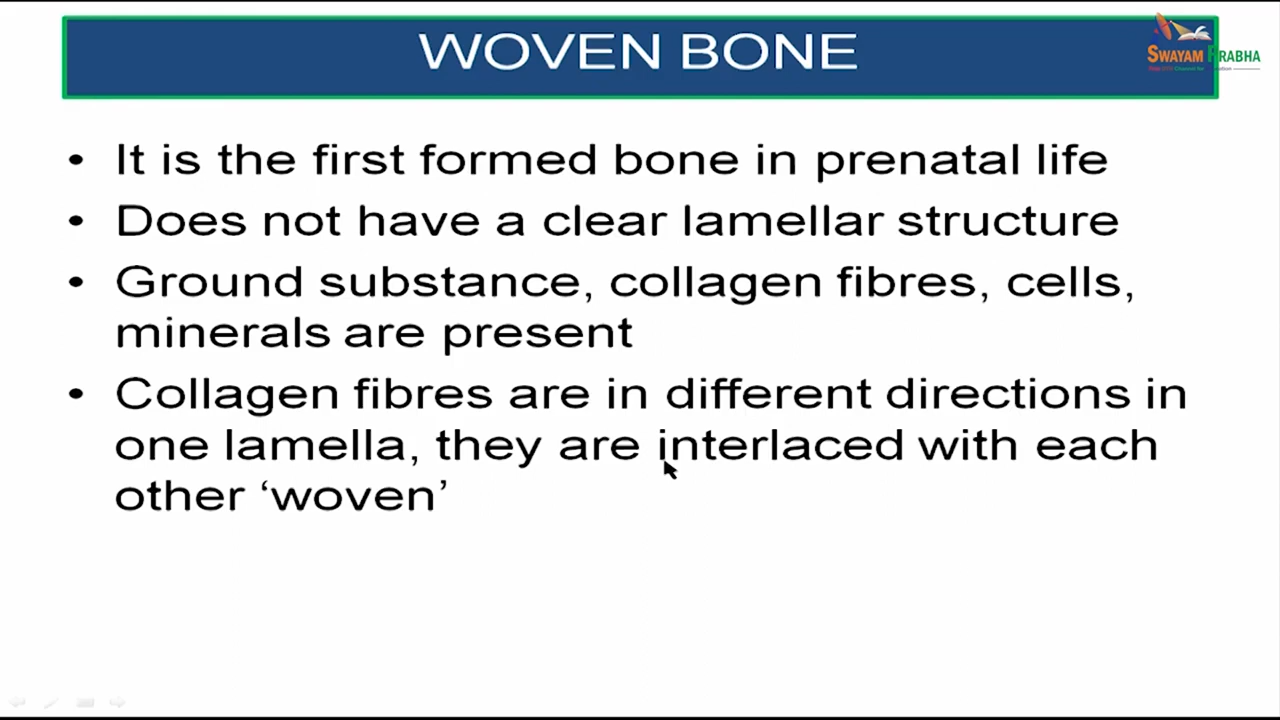 WOVEN BONE
SWAYAM PRABHA
• It is the first formed bone in prenatal life
• Does not have a clear lamellar structure
• Ground substance, collagen fibres, cells,
minerals are present
• Collagen fibres are in different directions in
one lamella, they are interlaced with each
other ‘woven’